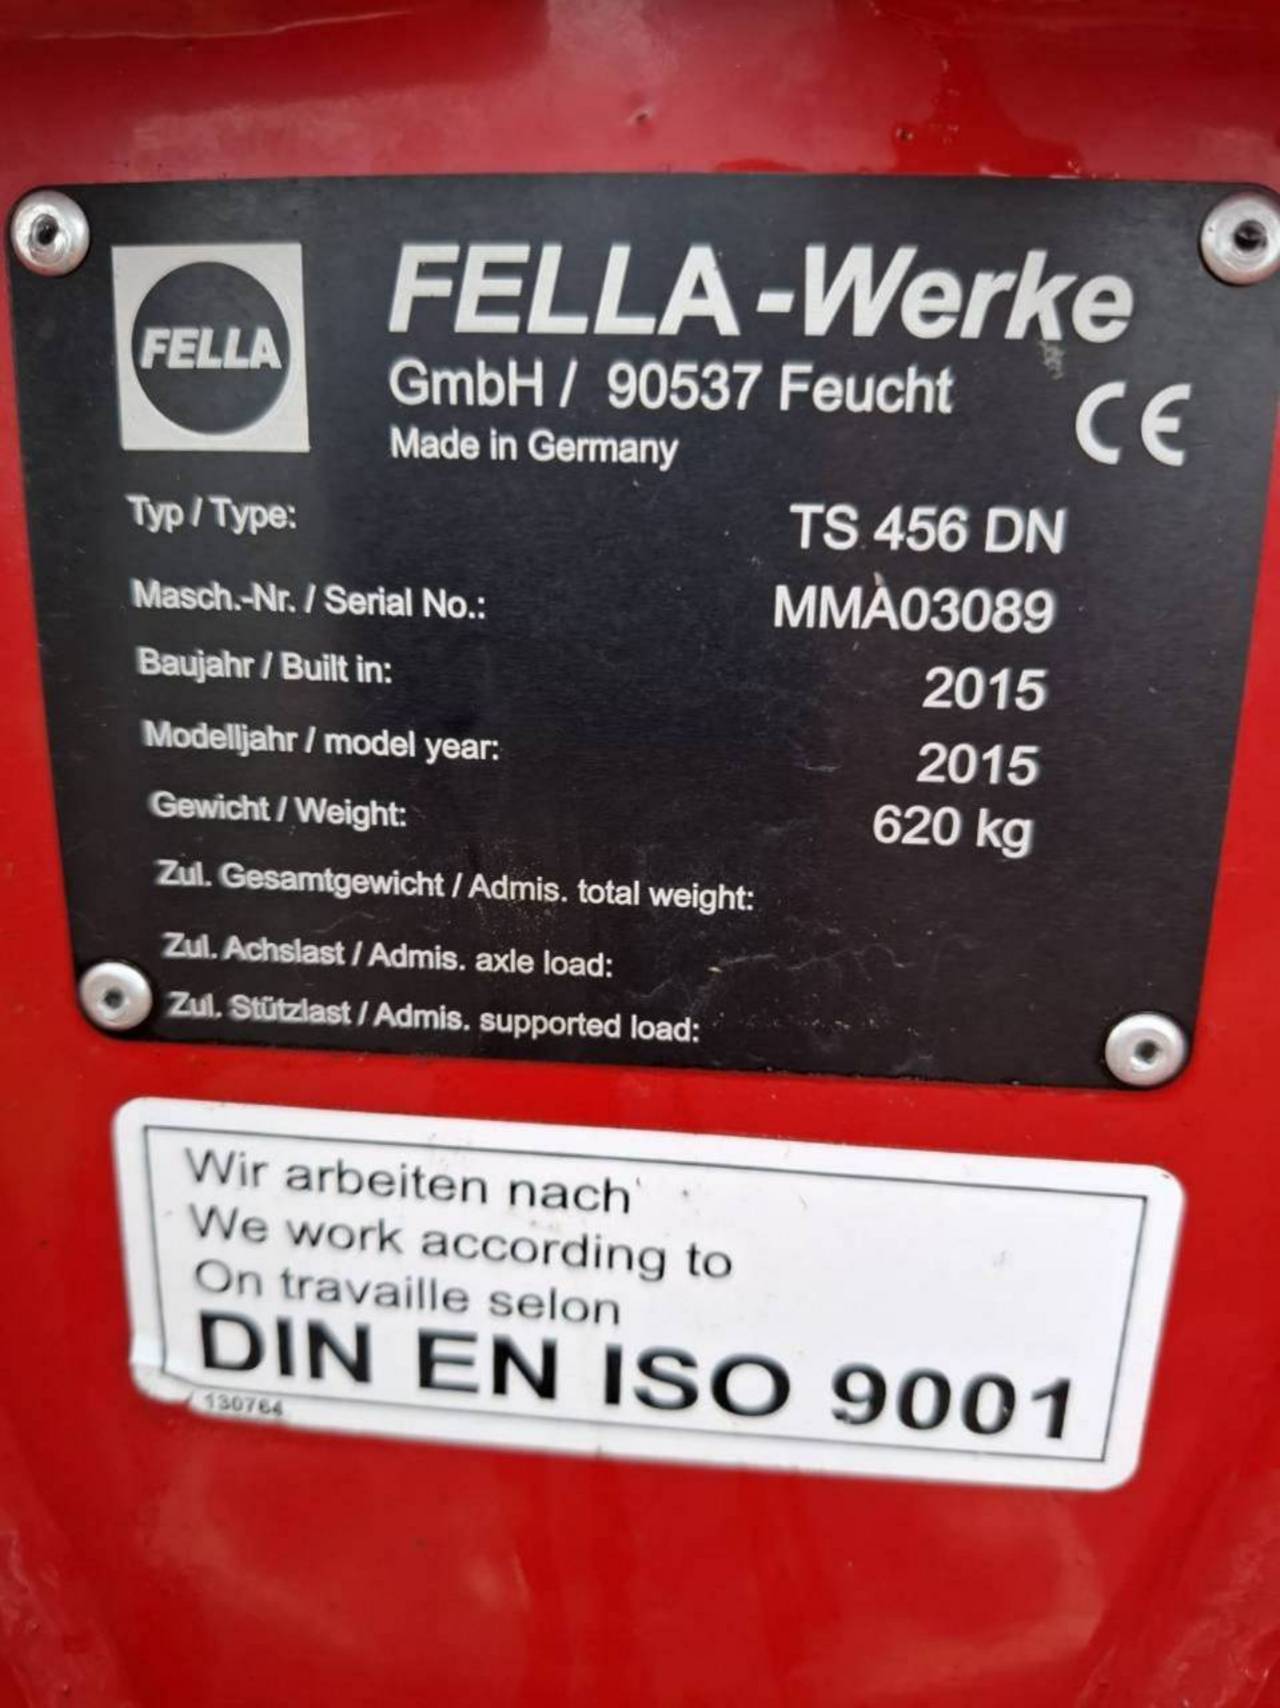 FELLA
FELLA-Werke
GmbH / 90537 Feucht
Made in Germany
CE
Typ / Type: TS 456 DN
Masch.-Nr. / Serial No.: MMA03089
Baujahr / Built in: 2015
Modelljahr / model year: 2015
Gewicht / Weight: 620 kg
Zul. Gesamtgewicht / Admis. total weight:
Zul. Achslast / Admis. axle load:
Zul. Stützlast / Admis. supported load:
Wir arbeiten nach
We work according to
On travaille selon
DIN EN ISO 9001
130764